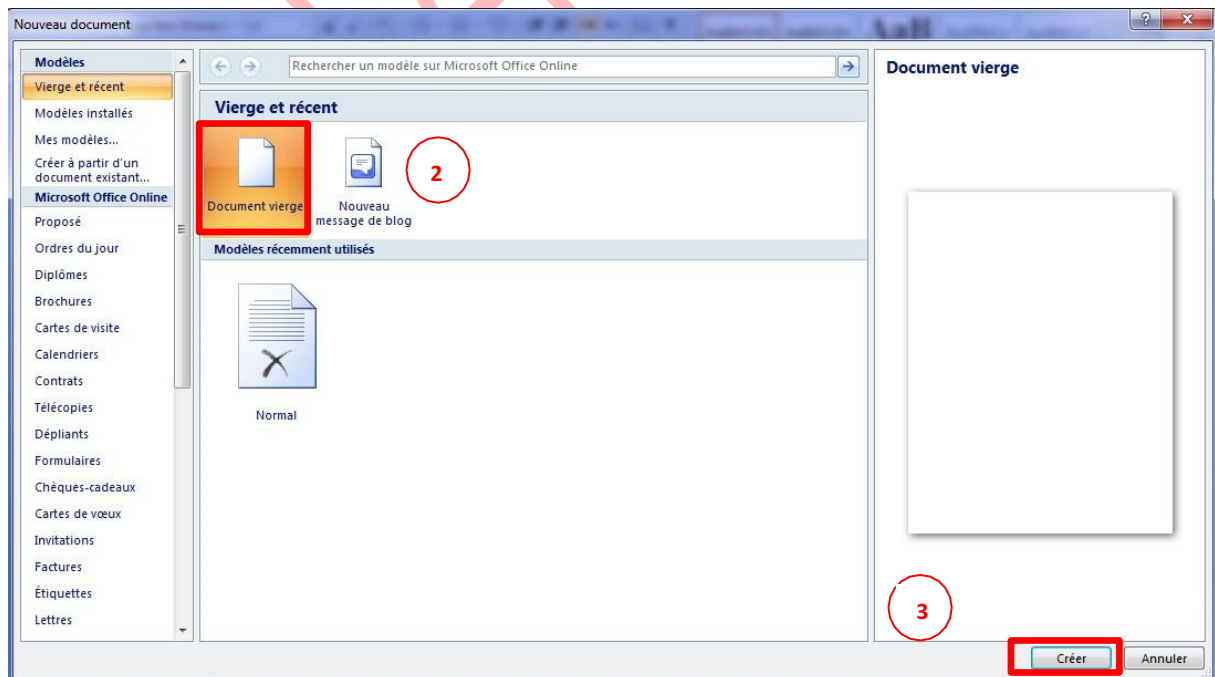 Nouveau document
Modèles
Vierge et récent
Modèles installés
Mes modèles...
Créer à partir d'un
document existant...
Microsoft Office Online
Proposé
Ordres du jour
Diplômes
Brochures
Cartes de visite
Calendriers
Contrats
Télécopies
Dépliants
Formulaires
Chèques-cadeaux
Cartes de vœux
Invitations
Factures
Étiquettes
Lettres
Rechercher un modèle sur Microsoft Office Online
Vierge et récent
Document vierge
Nouveau
message de blog
2
Modèles récemment utilisés
Normal
Document vierge
3
Créer
Annuler